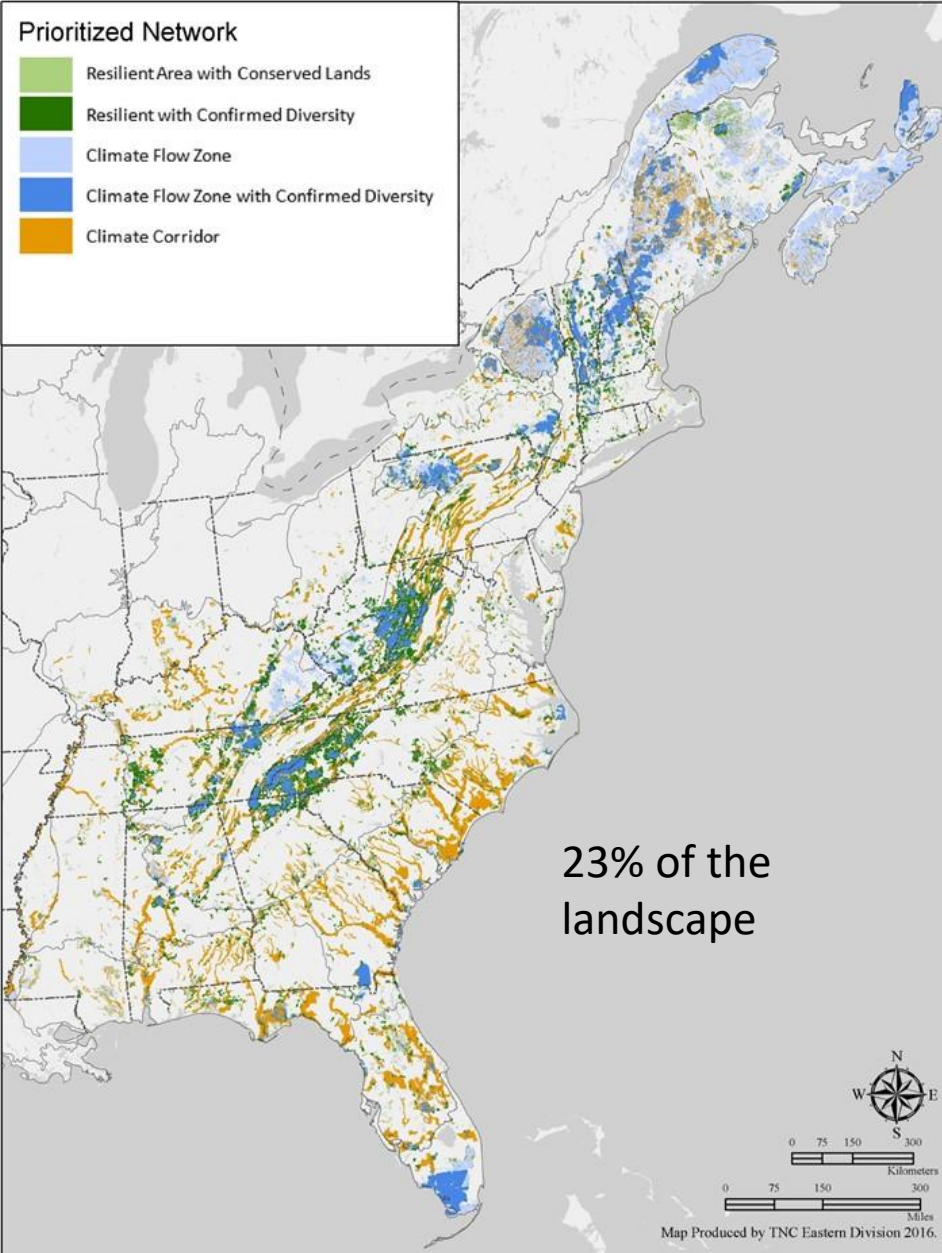 Prioritized Network
Resilient Area with Conserved Lands
Resilient with Confirmed Diversity
Climate Flow Zone
Climate Flow Zone with Confirmed Diversity
Climate Corridor
23% of the
landscape
N
W E
S
0 75 150 300
Kilometers
0 75 150 300
Miles
Map Produced by TNC Eastern Division 2016.